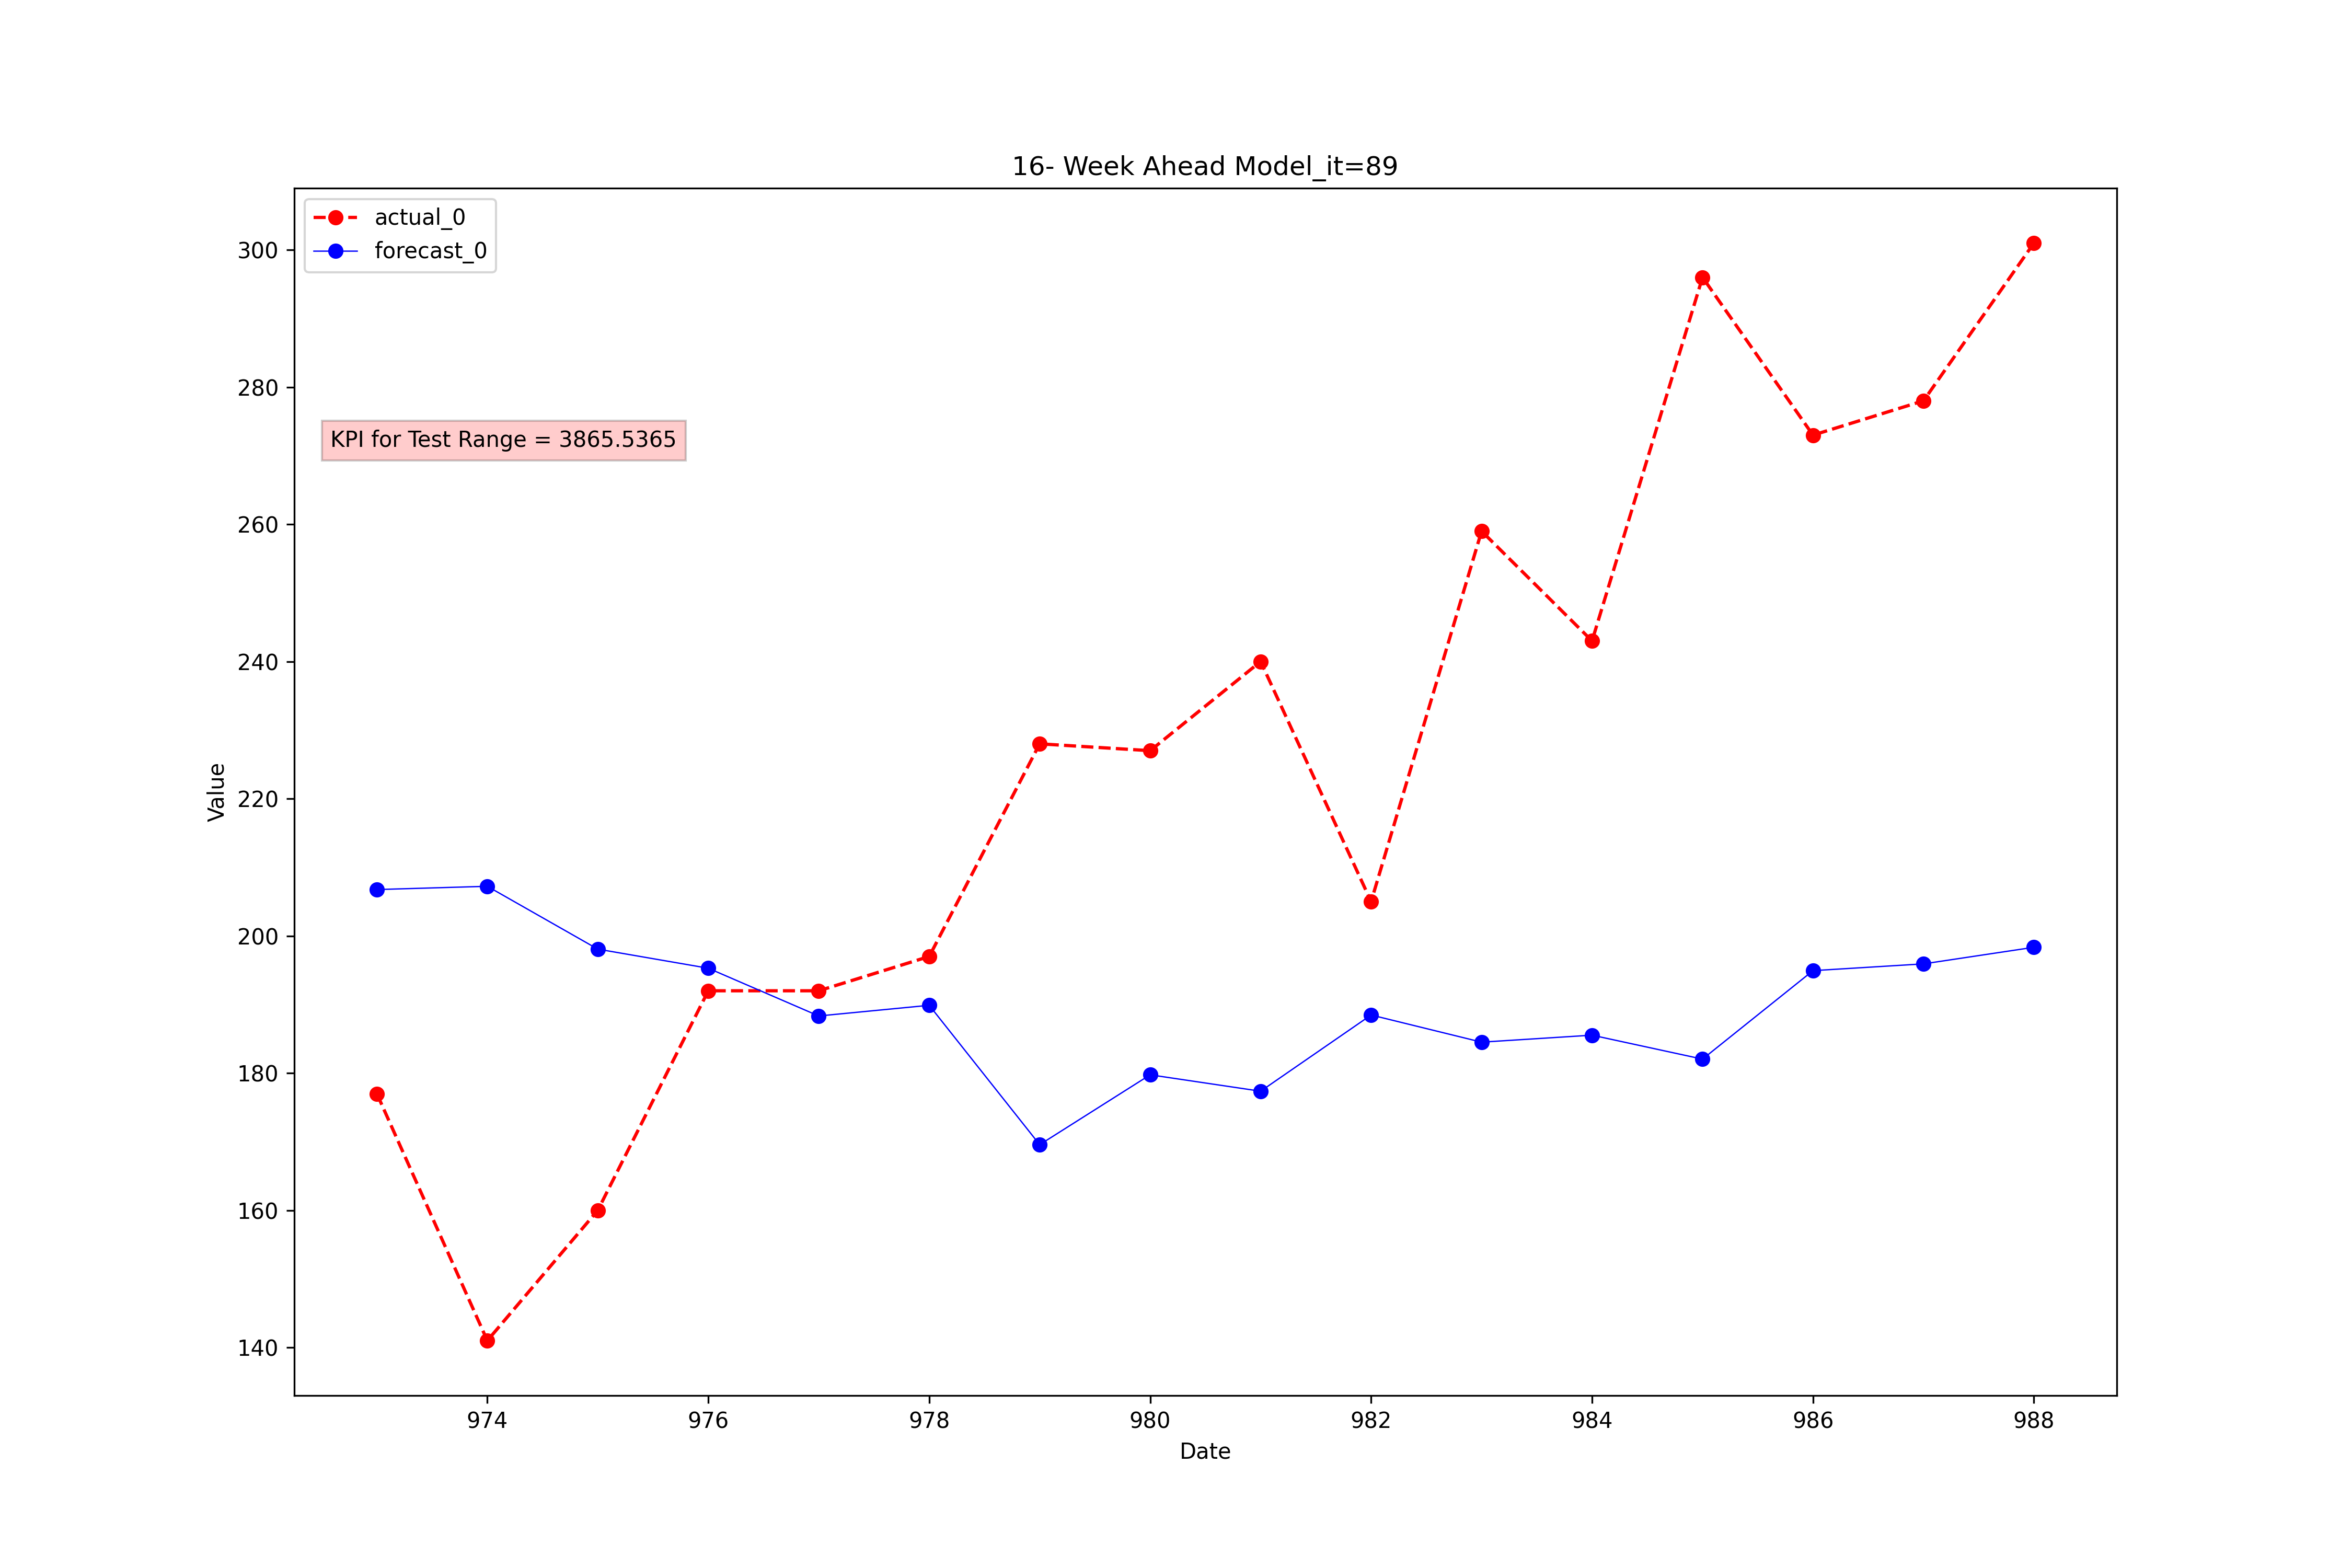 16- Week Ahead Model_it=89
actual_0
forecast_0
KPI for Test Range = 3865.5365
300
280
260
240
220
200
180
160
140
Value
974 976 978 980 982 984 986 988
Date